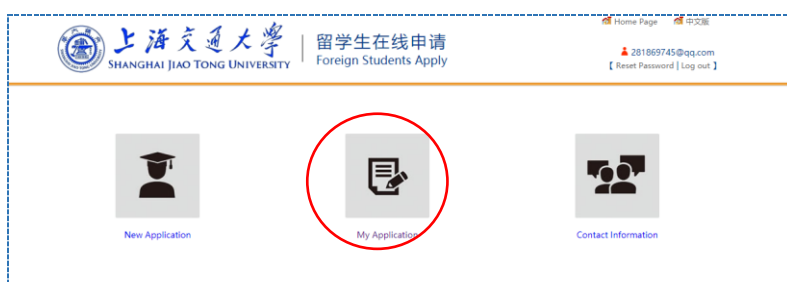 Home Page 中文版
上海交通大学
SHANGHAI JIAO TONG UNIVERSITY
留学生在线申请
Foreign Students Apply
281869745@qq.com
【 Reset Password | Log out 】
New Application
My Application
Contact Information